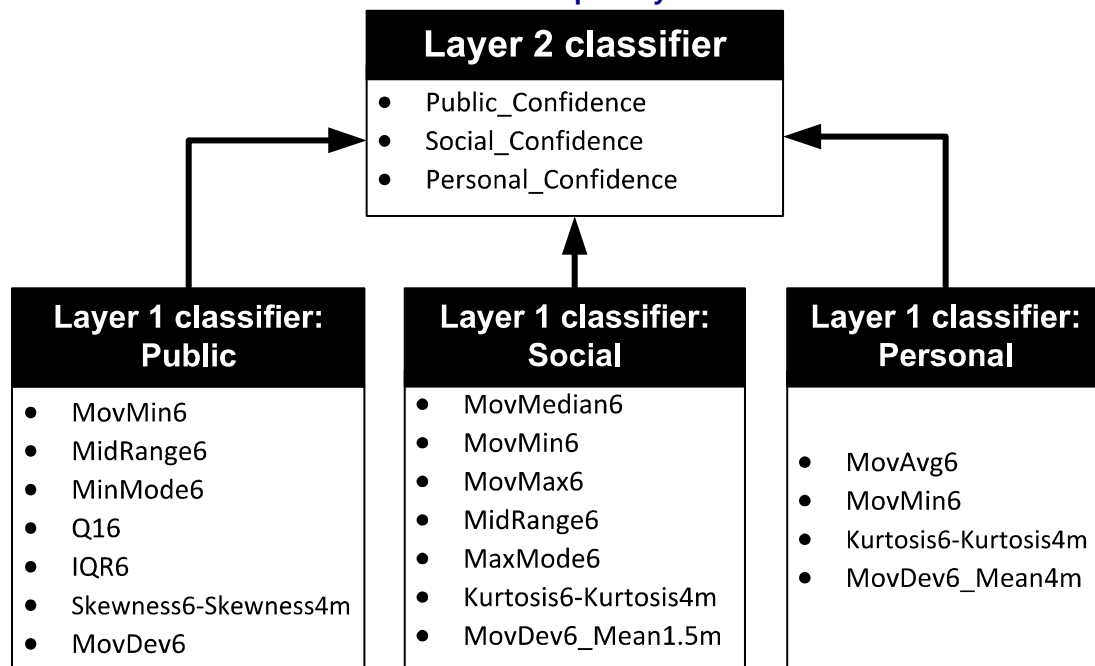 Layer 2 classifier
• Public_Confidence
• Social_Confidence
• Personal_Confidence
Layer 1 classifier:
Public
• MovMin6
• MidRange6
• MinMode6
• Q16
• IQR6
• Skewness6-Skewness4m
• MovDev6
Layer 1 classifier:
Social
• MovMedian6
• MovMin6
• MovMax6
• MidRange6
• MaxMode6
• Kurtosis6-Kurtosis4m
• MovDev6_Mean1.5m
Layer 1 classifier:
Personal
• MovAvg6
• MovMin6
• Kurtosis6-Kurtosis4m
• MovDev6_Mean4m